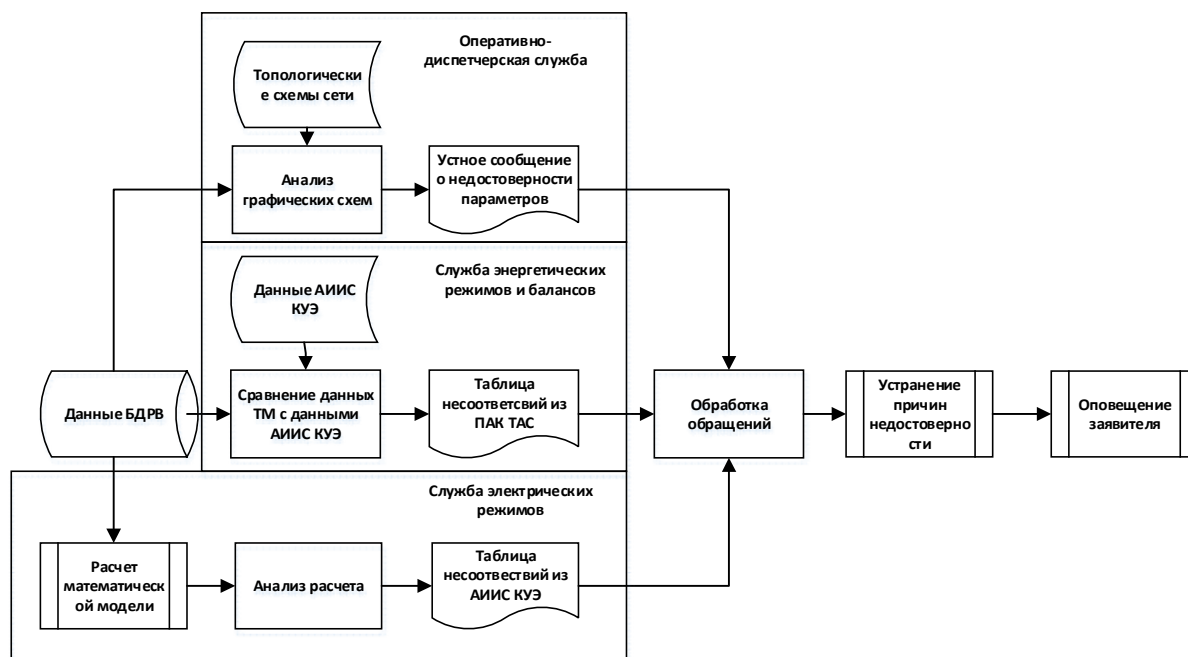 Оперативно-
диспетчерская служба
Топологически
е схемы сети
Анализ
графических схем
Устное сообщение
о недостоверности
параметров
Служба энергетических
режимов и балансов
Данные АИИС
КУЭ
Данные БДРВ
Сравнение данных
ТМ с данными
АИИС КУЭ
Таблица
несоответсвий из
ПАК ТАС
Обработка
обращений
Устранение
причин
недостоверно
сти
Оповещение
заявителя
Служба электрических
режимов
Расчет
математическ
ой модели
Анализ расчета
Таблица
несоотвествий из
АИИС КУЭ